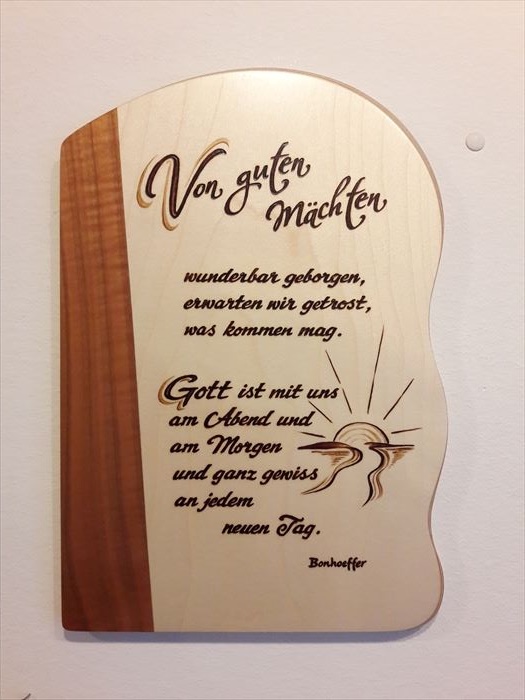 Von guten
Mächten
wunderbar geborgen,
erwarten wir getrost,
was kommen mag.
Gott ist mit uns
am Abend und
am Morgen
und ganz gewiss
an jedem
neuen Tag.
Bonhoeffer